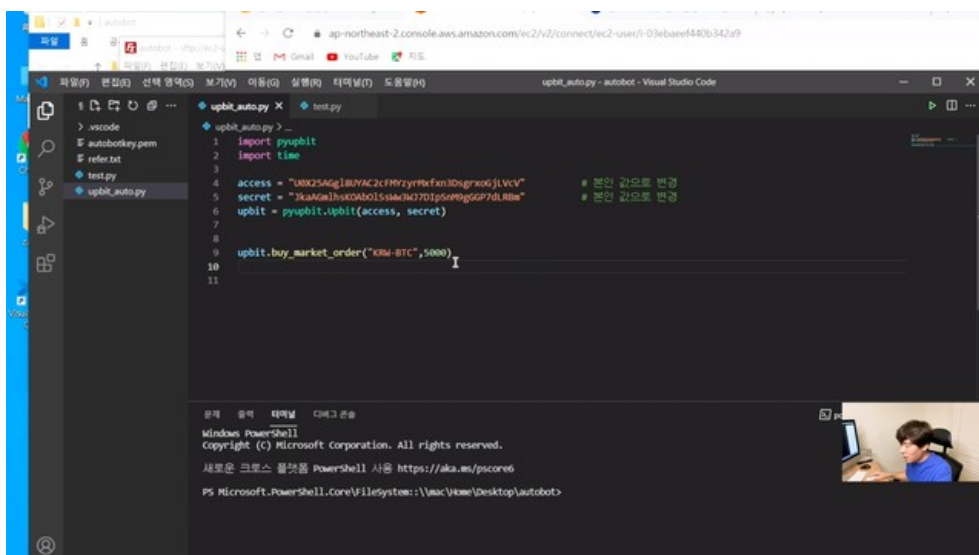 autobot
파일
ap-northeast-2.console.aws.amazon.com/ec2/v2/connect/ec2-user/i-03ebaeef440b342a9
앱 Gmail YouTube 지도
파일(F) 편집(E) 선택 영역(S) 보기(V) 이동(G) 실행(R) 터미널(T) 도움말(H)
upbit_auto.py - autobot - Visual Studio Code
.vscode
autobotkey.pem
refer.txt
test.py
upbit_auto.py
upbit_auto.py test.py
upbit_auto.py > ...
1 import pyupbit
2 import time
3
4 access = # 본인 값으로 변경
5 secret = # 본인 값으로 변경
6 upbit = pyupbit.Upbit(access, secret)
7
8
9 upbit.buy_market_order("KRW-BTC",5000)
10
11
문제 출력 터미널 디버그 콘솔
Windows PowerShell
Copyright (C) Microsoft Corporation. All rights reserved.
새로운 크로스 플랫폼 PowerShell 사용 https://aka.ms/pscore6
PS Microsoft.PowerShell.Core\FileSystem::\\mac\Home\Desktop\autobot>